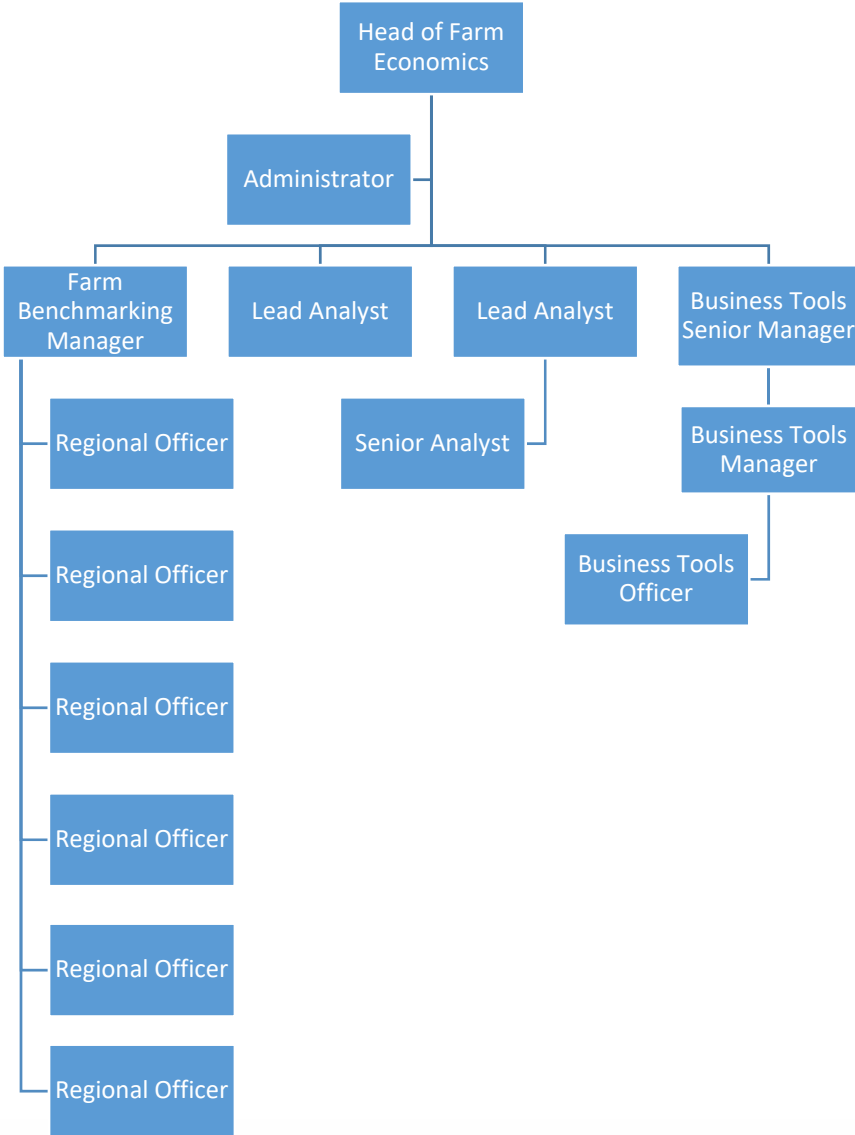 Head of Farm
Economics
Administrator
Farm
Benchmarking
Manager
Lead Analyst
Lead Analyst
Business Tools
Senior Manager
Regional Officer
Senior Analyst
Business Tools
Manager
Regional Officer
Business Tools
Officer
Regional Officer
Regional Officer
Regional Officer
Regional Officer